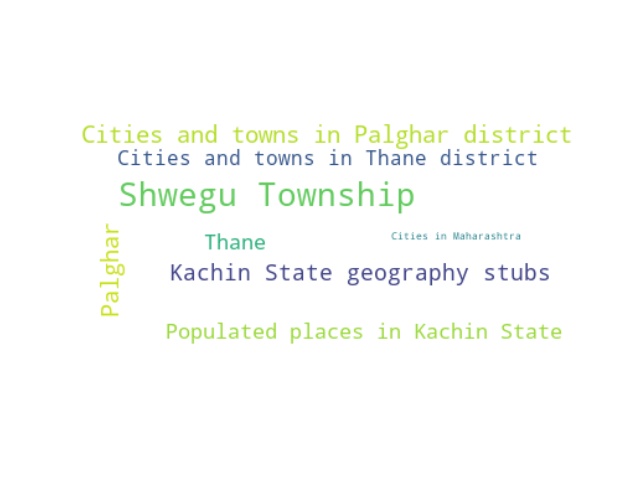 Cities and towns in Palghar district
Cities and towns in Thane district
Shwegu Township
Palghar
Thane
Cities in Maharashtra
Kachin State geography stubs
Populated places in Kachin State